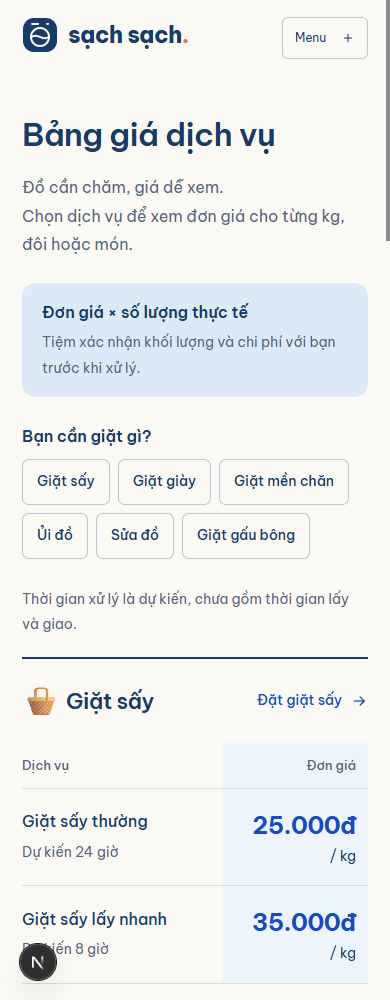 sạch sạch.
Menu +
Bảng giá dịch vụ
Đồ cần chăm, giá dễ xem.
Chọn dịch vụ để xem đơn giá cho từng kg,
đôi hoặc món.
Đơn giá × số lượng thực tế
Tiệm xác nhận khối lượng và chi phí với bạn
trước khi xử lý.
Bạn cần giặt gì?
Giặt sấy
Giặt giày
Giặt mền chăn
Ủi đồ
Sửa đồ
Giặt gấu bông
Thời gian xử lý là dự kiến, chưa gồm thời gian lấy
và giao.
Giặt sấy
Đặt giặt sấy →
Dịch vụ
Đơn giá
Giặt sấy thường
25.000đ
Dự kiến 24 giờ
/ kg
Giặt sấy lấy nhanh
35.000đ
kiến 8 giờ
/ kg
N